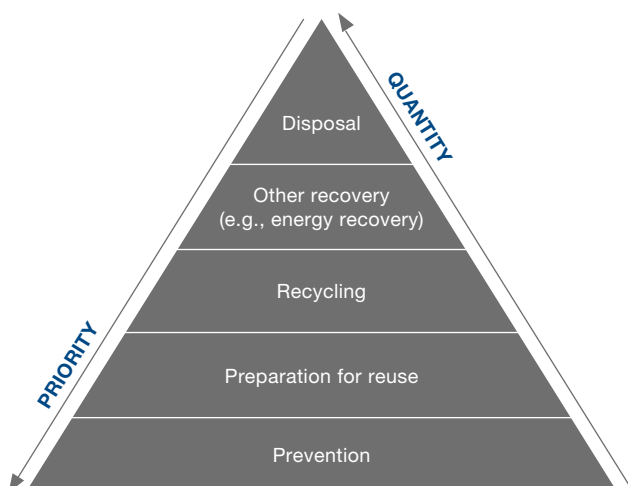 QUANTITY
Disposal
Other recovery
(e.g., energy recovery)
Recycling
PRIORITY
Preparation for reuse
Prevention